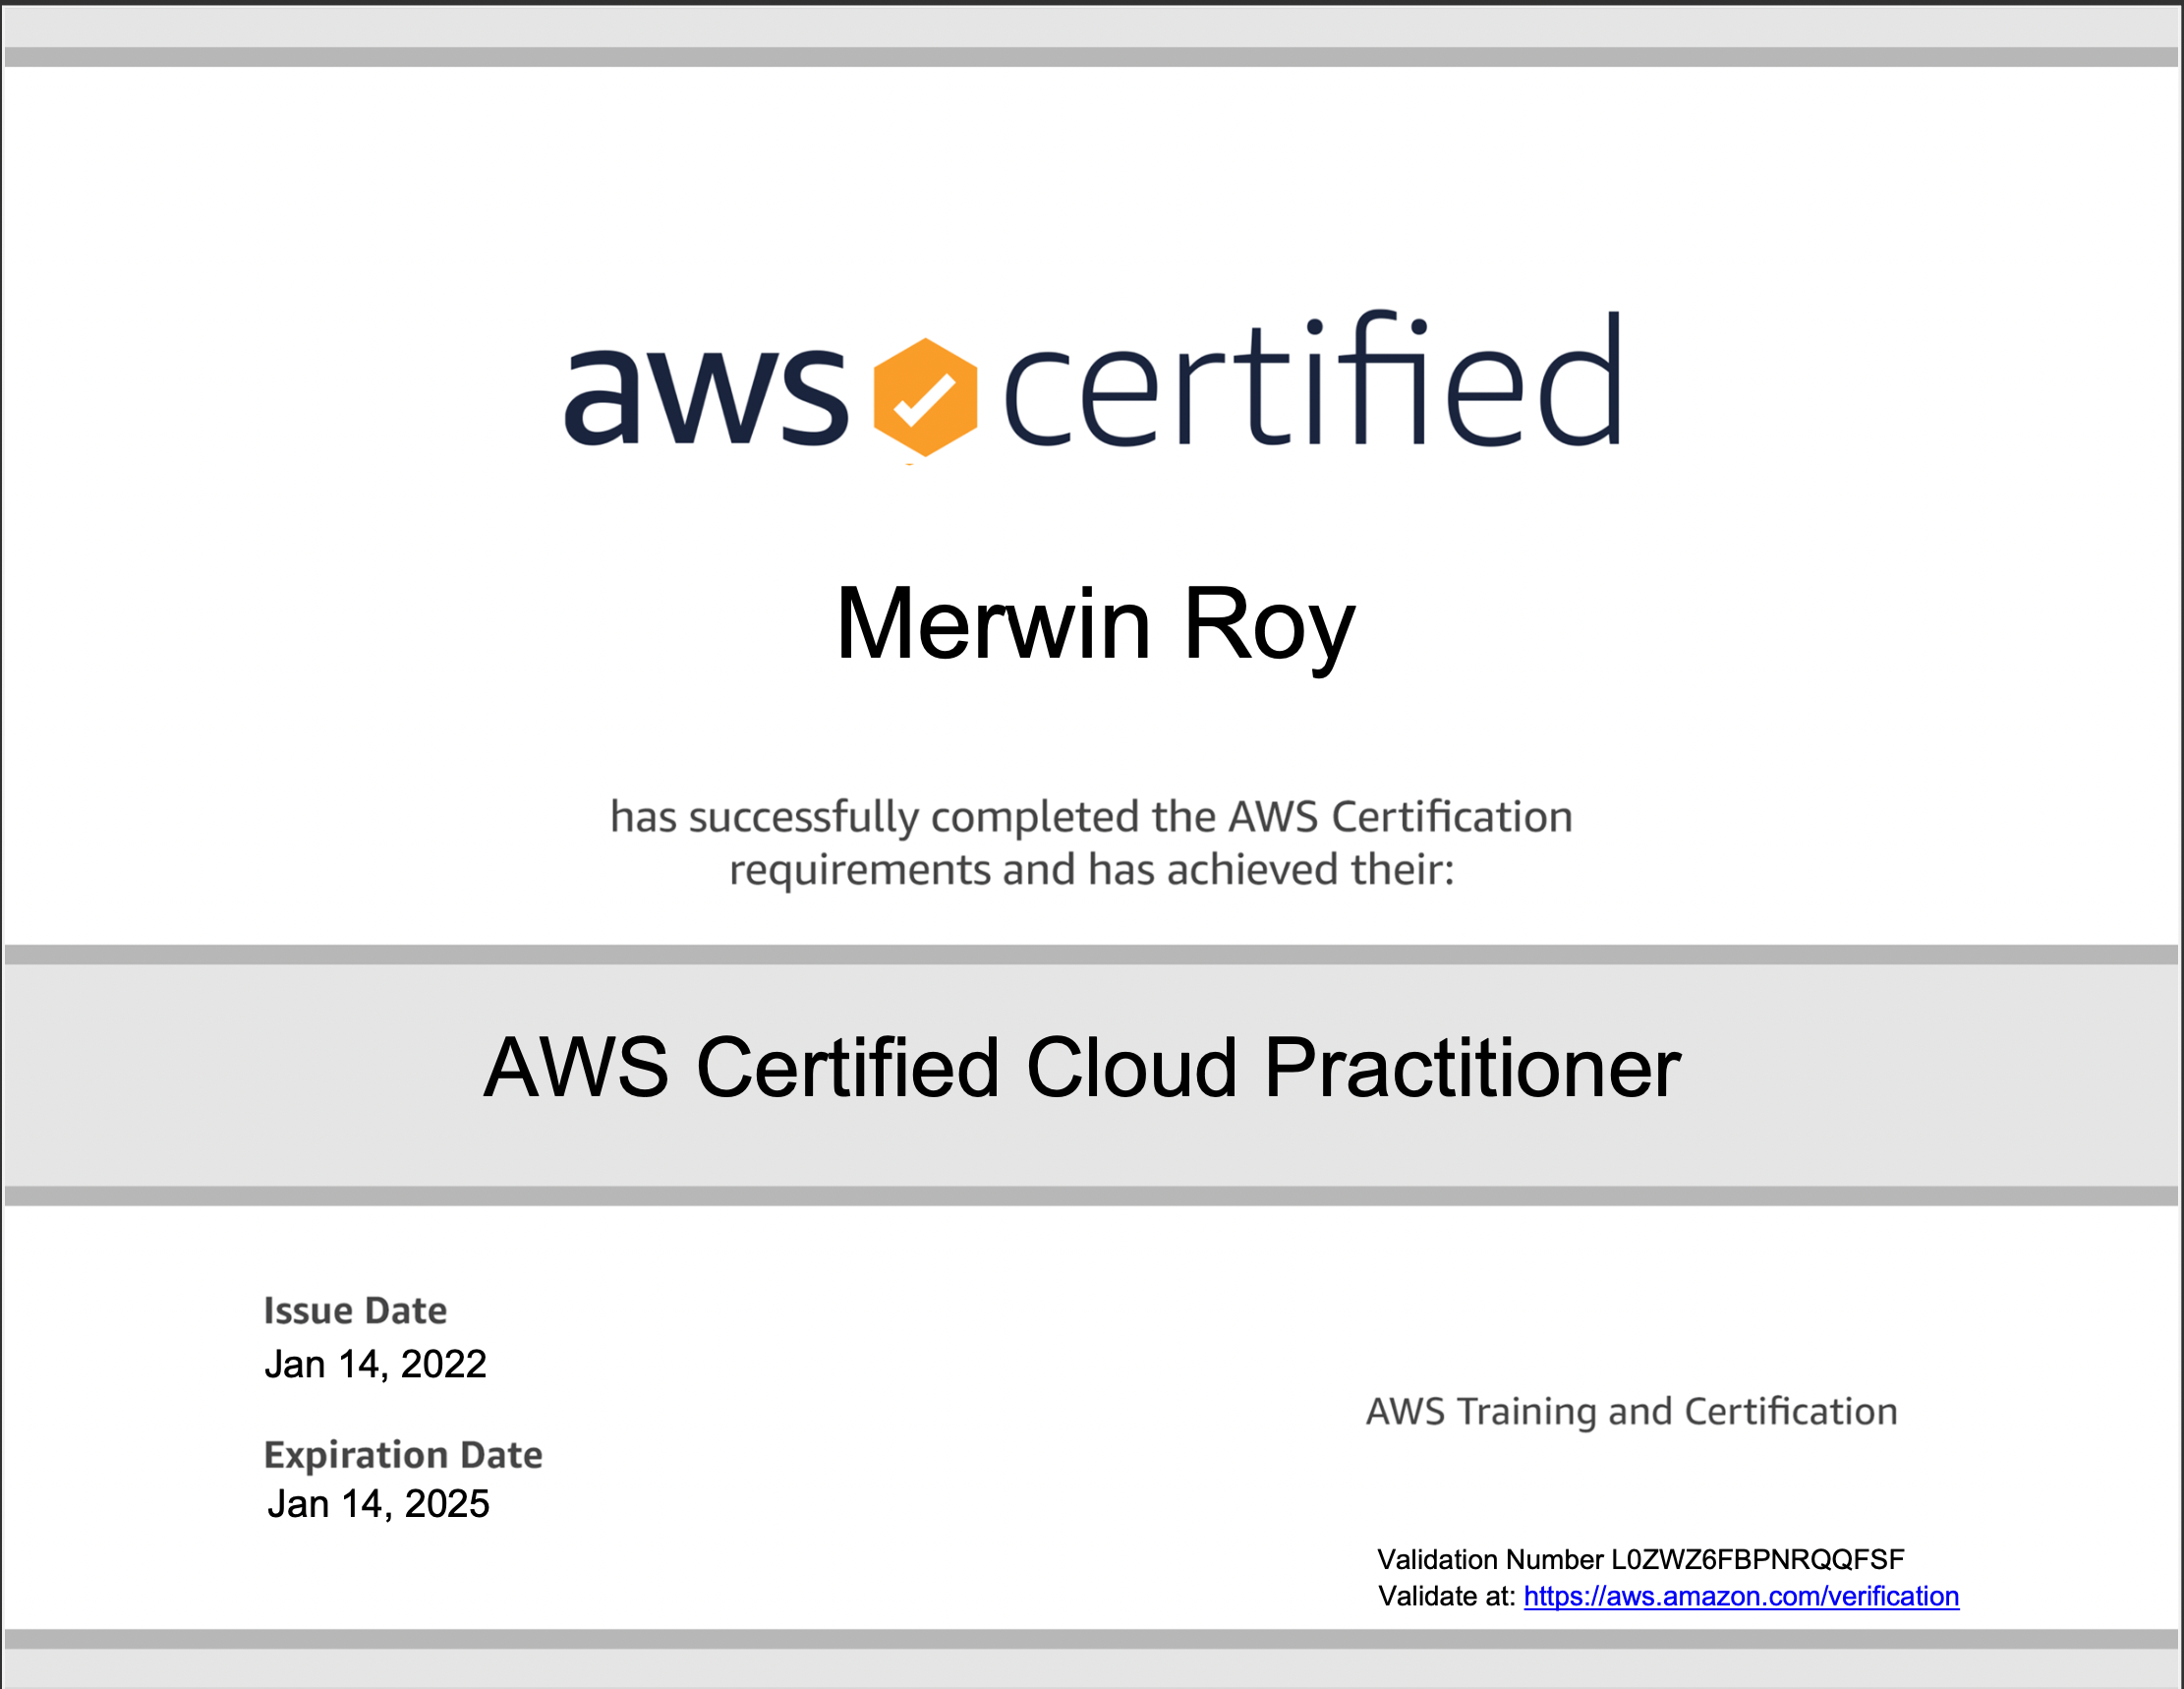 aws certified
Merwin Roy
has successfully completed the AWS Certification
requirements and has achieved their:
AWS Certified Cloud Practitioner
Issue Date
Jan 14, 2022
Expiration Date
Jan 14, 2025
AWS Training and Certification
Validation Number L0ZWZ6FBPNRQQFSF
Validate at: https://aws.amazon.com/verification